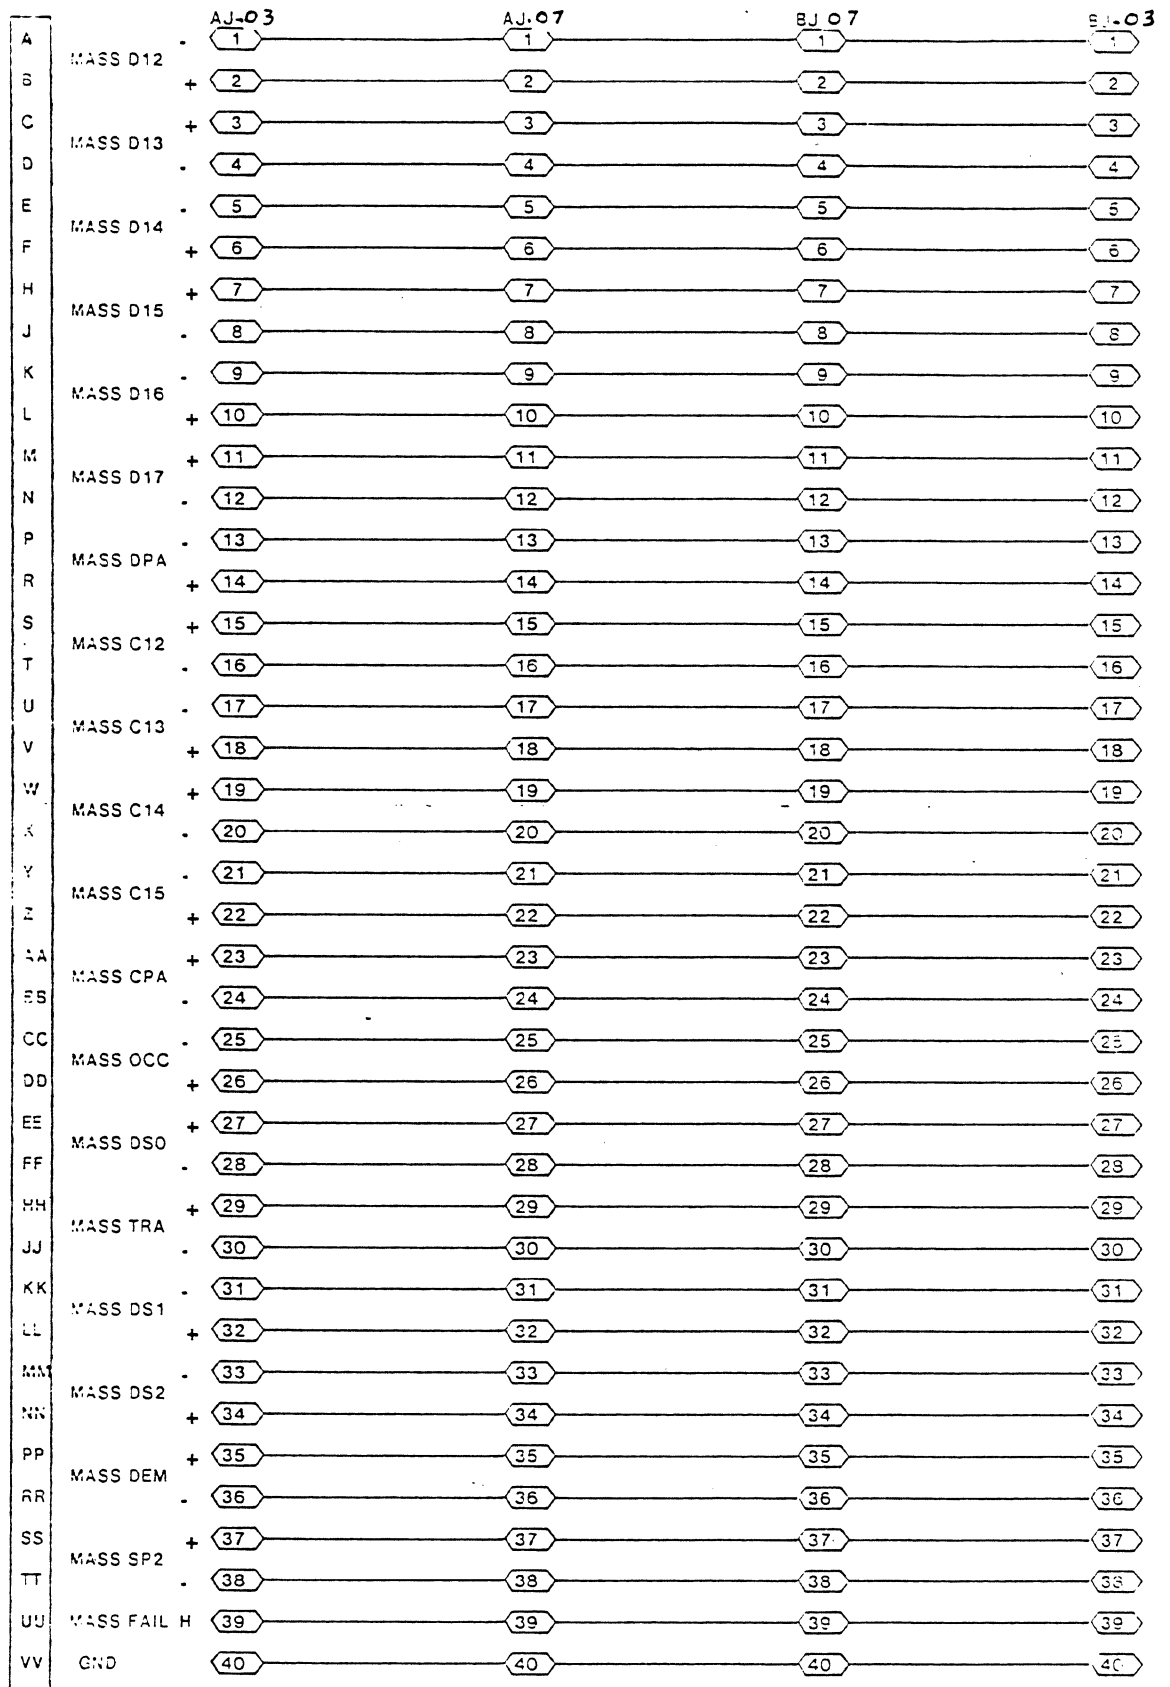 AJ-03 AJ-07 BJ 07 BJ-03
A - 1 1 1 1
MASS D12
B + 2 2 2 2
C + 3 3 3 3
MASS D13
D - 4 4 4 4
E - 5 5 5 5
MASS D14
F + 6 6 6 6
H + 7 7 7 7
MASS D15
J - 8 8 8 8
K - 9 9 9 9
MASS D16
L + 10 10 10 10
M + 11 11 11 11
MASS D17
N - 12 12 12 12
P - 13 13 13 13
MASS DPA
R + 14 14 14 14
S + 15 15 15 15
MASS C12
T - 16 16 16 16
U - 17 17 17 17
MASS C13
V + 18 18 18 18
W + 19 19 19 19
MASS C14
X - 20 20 20 20
Y - 21 21 21 21
MASS C15
Z + 22 22 22 22
AA + 23 23 23 23
MASS CPA
BB - 24 24 24 24
CC - 25 25 25 25
MASS OCC
DD + 26 26 26 26
EE + 27 27 27 27
MASS DS0
FF - 28 28 28 28
HH + 29 29 29 29
MASS TRA
JJ - 30 30 30 30
KK - 31 31 31 31
MASS DS1
LL + 32 32 32 32
MM - 33 33 33 33
MASS DS2
NN + 34 34 34 34
PP + 35 35 35 35
MASS DEM
RR - 36 36 36 36
SS + 37 37 37 37
MASS SP2
TT - 38 38 38 38
UU MASS FAIL H 39 39 39 39
VV GND 40 40 40 40